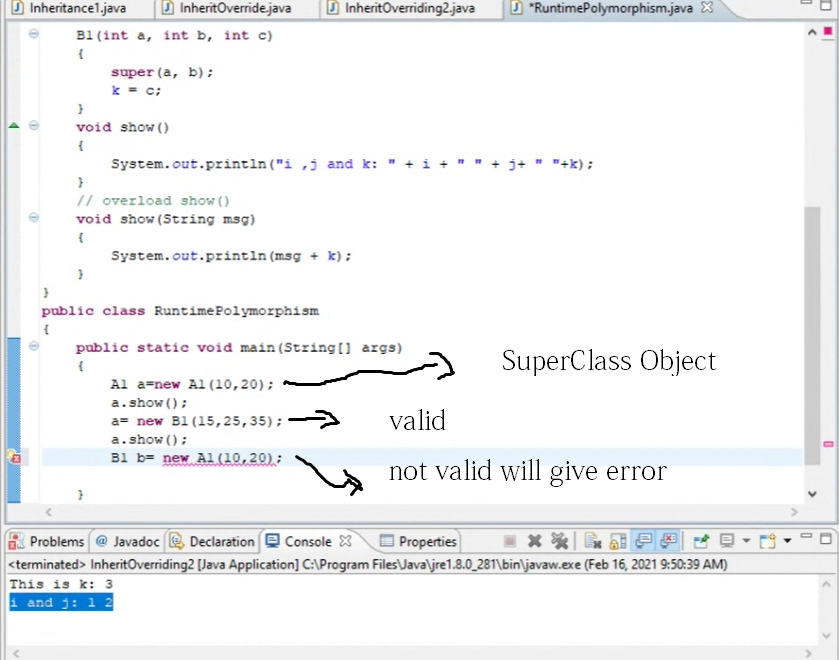 Inheritance1.java InheritOverride.java InheritOverriding2.java *RuntimePolymorphism.java
B1(int a, int b, int c)
{
super(a, b);
k = c;
}
void show()
{
System.out.println("i ,j and k: " + i + " " + j+ " "+k);
}
// overload show()
void show(String msg)
{
System.out.println(msg + k);
}
}
public class RuntimePolymorphism
{
public static void main(String[] args)
{
A1 a=new A1(10,20);
SuperClass Object
a.show();
a= new B1(15,25,35);
valid
a.show();
B1 b= new A1(10,20);
not valid will give error
}
Problems @ Javadoc Declaration Console Properties
<terminated> InheritOverriding2 [Java Application] C:\Program Files\Java\jre1.8.0_281\bin\javaw.exe (Feb 16, 2021 9:50:39 AM)
This is k: 3
i and j: 1 2